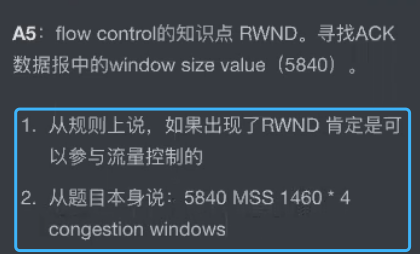 A5：flow control的知识点 RWND。寻找ACK
数据报中的window size value（5840）。
1. 从规则上说，如果出现了RWND 肯定是可
以参与流量控制的
2. 从题目本身说：5840 MSS 1460 * 4
congestion windows